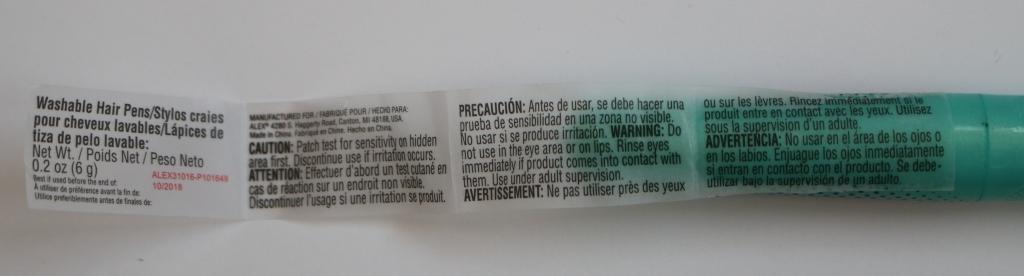 Washable Hair Pens/Stylos craies
pour cheveux lavables/Lápices de
tiza de pelo lavable:
Net Wt. / Poids Net / Peso Neto
0.2 oz (6 g)
ALEX31016-P101648
10/2018
Best if used before the end of:
À utiliser de préférence avant la fin de:
Utilice preferiblemente antes de finales de:
MANUFACTURED FOR / FABRIQUÉ POUR / HECHO PARA:
ALEX® 4280 S. Haggerty Road, Canton, MI 48188, USA.
Made in China. Fabriqué en Chine. Hecho en China.
CAUTION: Patch test for sensitivity on hidden
area first. Discontinue use if irritation occurs.
ATTENTION: Effectuer d'abord un test cutané en
cas de réaction sur un endroit non visible.
Discontinuer l'usage si une irritation se produit.
PRECAUCIÓN: Antes de usar, se debe hacer una
prueba de sensibilidad en una zona no visible.
No usar si se produce irritación. WARNING: Do
not use in the eye area or on lips. Rinse eyes
immediately if product comes into contact with
them. Use under adult supervision.
AVERTISSEMENT: Ne pas utiliser près des yeux
ou sur les lèvres. Rincez immédiatement si le
produit entre en contact avec les yeux. Utilisez
sous la supervision d'un adulte.
ADVERTENCIA: No usar en el área de los ojos o
en los labios. Enjuague los ojos inmediatamente
si entran en contacto con el producto. Se debe
utilizar bajo la supervisión de un adulto.